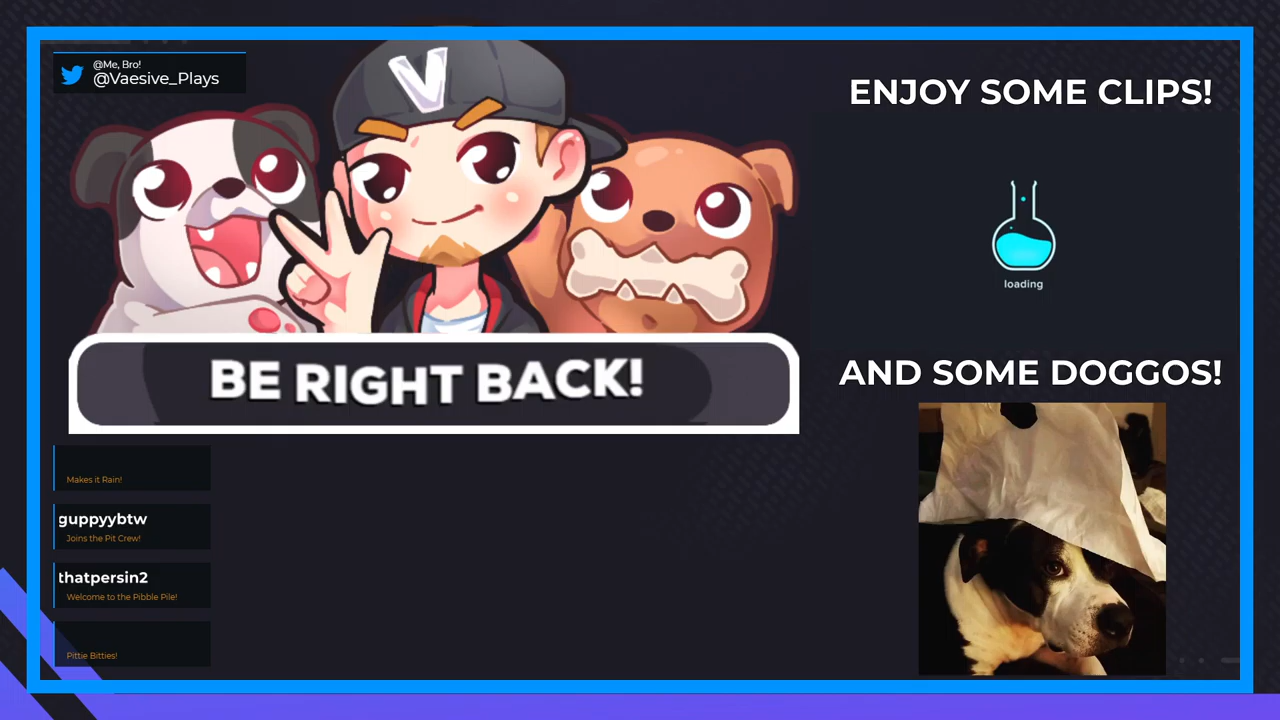 @Me, Bro!
@Vaesive_Plays
V
BE RIGHT BACK!
Makes it Rain!
guppyybtw
Joins the Pit Crew!
thatpersin2
Welcome to the Pibble Pile!
Pittie Bitties!
ENJOY SOME CLIPS!
loading
AND SOME DOGGOS!